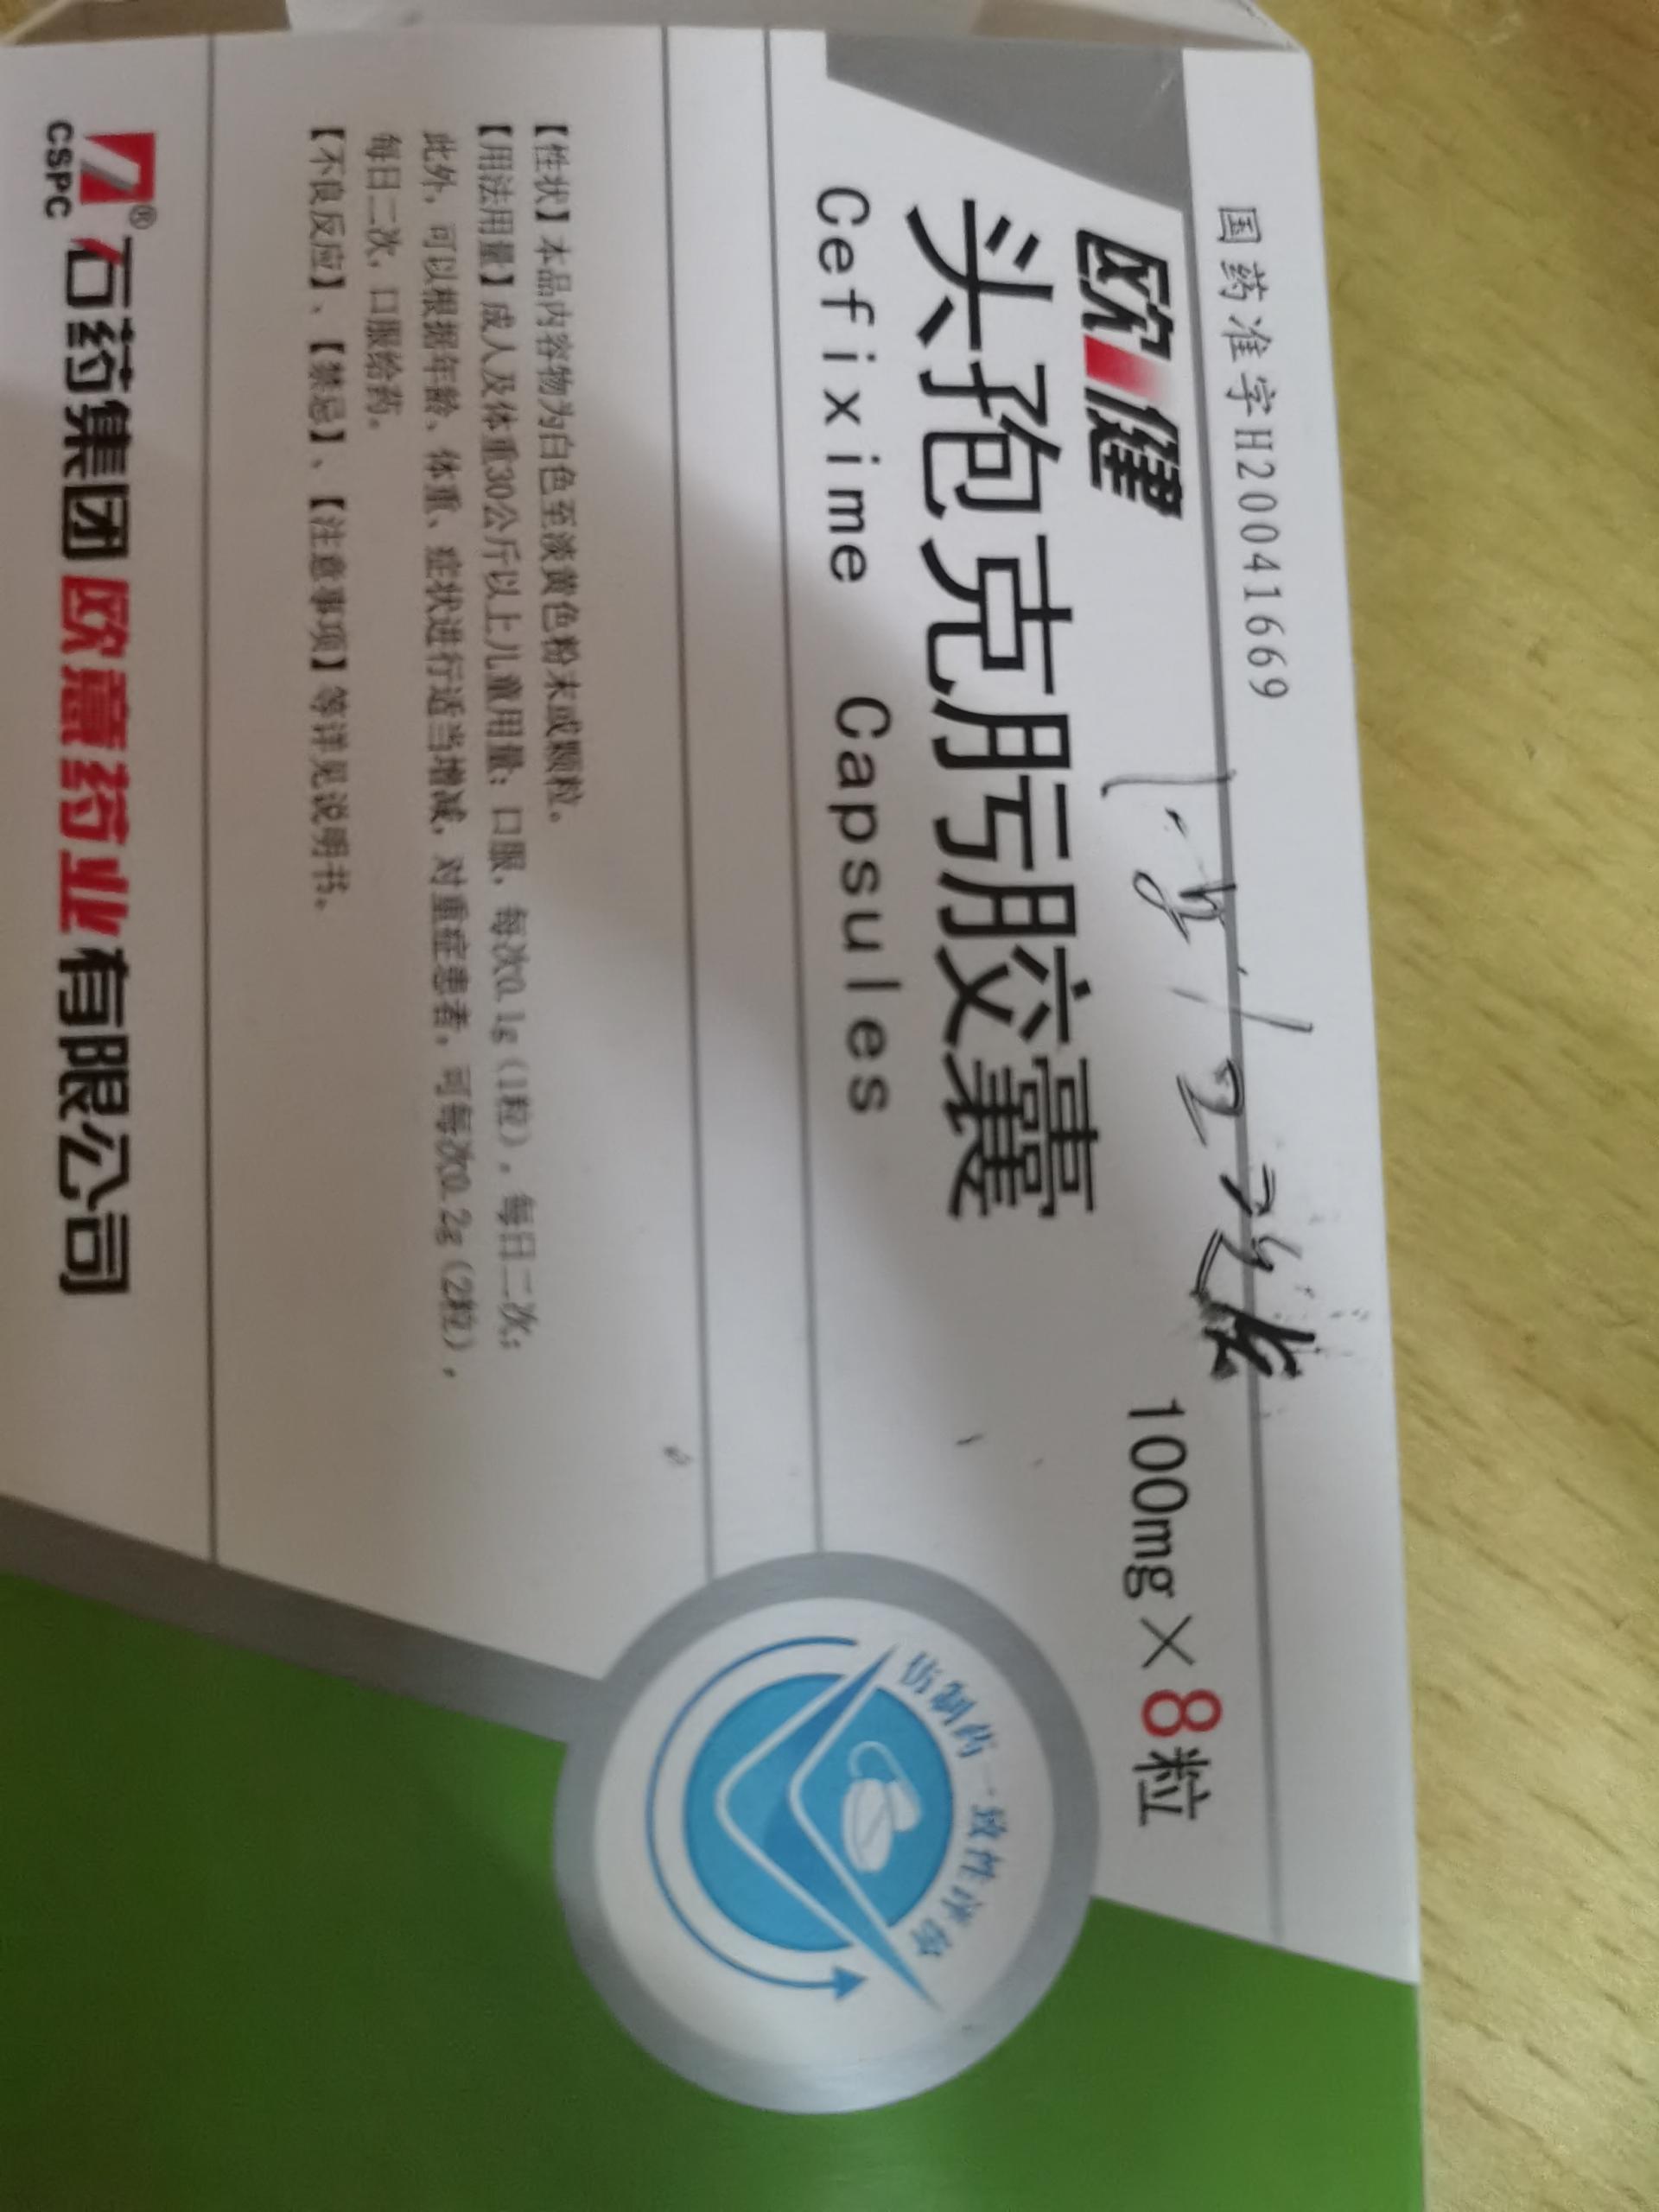 国药准字H20041669
欧健
头孢克肟胶囊
100mg×8粒
Cefixime Capsules
仿制药一致性评价
【性状】本品内容物为白色至淡黄色粉末或颗粒。
【用法用量】成人及体重30公斤以上儿童用量：口服，每次0.1g（1粒），每日二次；
此外，可以根据年龄、体重、症状进行适当增减，对重症患者，可每次0.2g（2粒），
每日二次，口服给药。
【不良反应】、【禁忌】、【注意事项】等详见说明书。
CSPC® 石药集团欧意药业有限公司